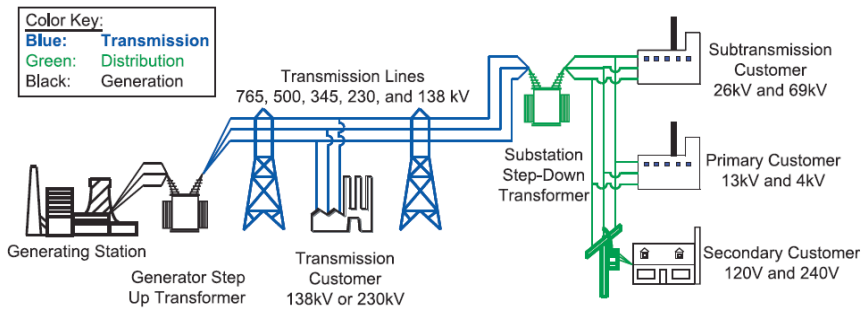 Color Key:
Blue: Transmission
Green: Distribution
Black: Generation
Transmission Lines
765, 500, 345, 230, and 138 kV
Subtransmission
Customer
26kV and 69kV
Substation
Step-Down
Transformer
Primary Customer
13kV and 4kV
Generating Station
Generator Step
Up Transformer
Transmission
Customer
138kV or 230kV
Secondary Customer
120V and 240V